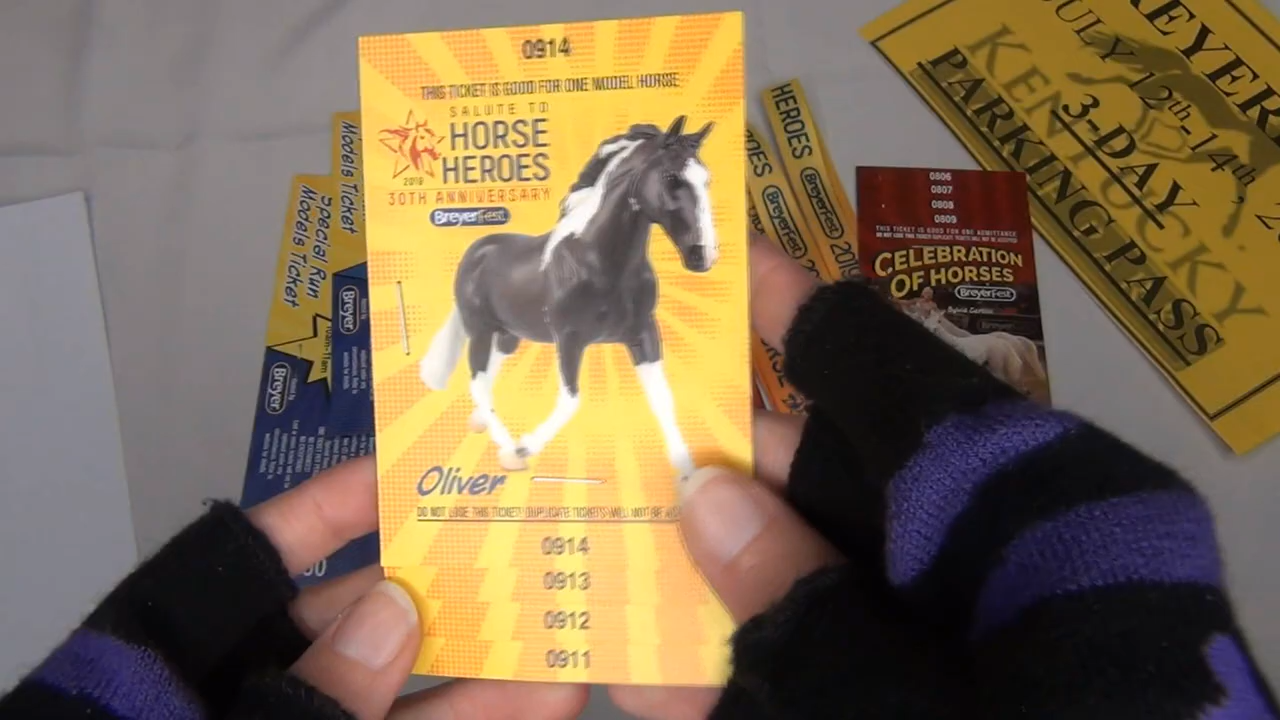 0914
THIS TICKET IS GOOD FOR ONE MODEL HORSE
SALUTE TO
HORSE
HEROES
2019
30TH ANNIVERSARY
BreyerFest
Oliver
DO NOT LOSE THIS TICKET! DUPLICATE TICKETS WILL NOT BE
0914
0913
0912
0911
Models Ticket
Special Run
Models Ticket
Breyer
Breyer
HEROES
BreyerFest
2019
BreyerFest
0806
0807
0808
0809
THIS TICKET IS GOOD FOR ONE ADMITTANCE
CELEBRATION
OF HORSES
BreyerFest
JULY 12th-14th, 2
KENTUCKY
3-DAY
PARKING PASS